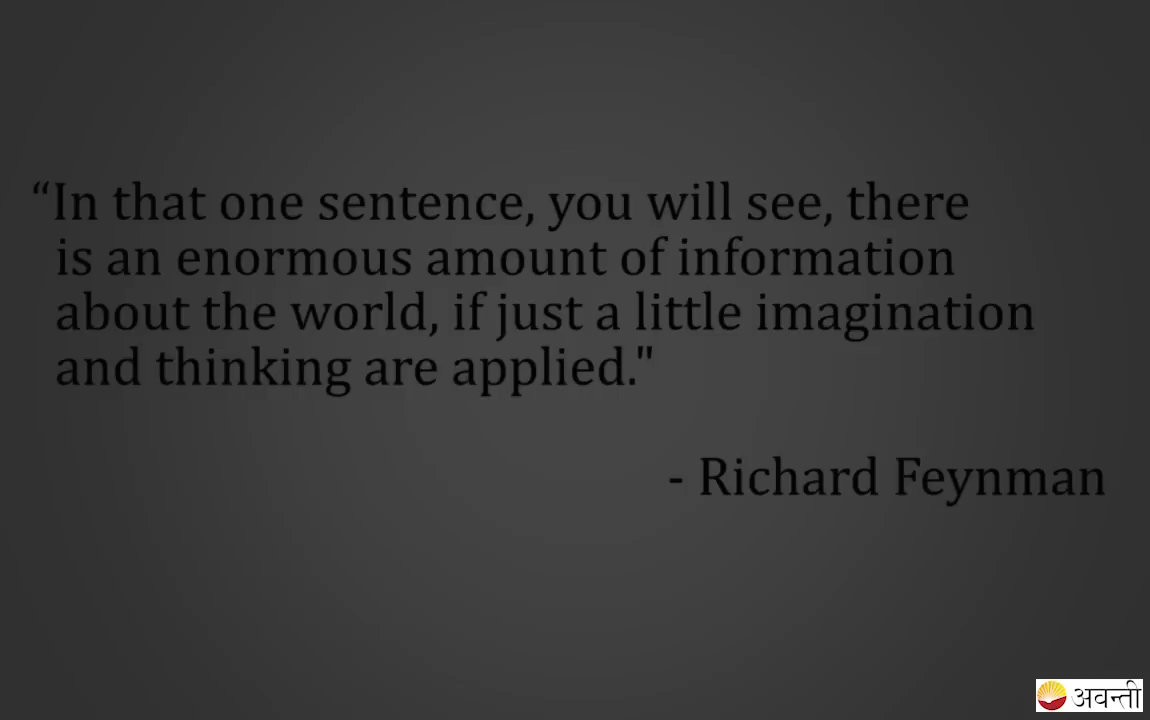 “In that one sentence, you will see, there
is an enormous amount of information
about the world, if just a little imagination
and thinking are applied."
- Richard Feynman
अवन्ती